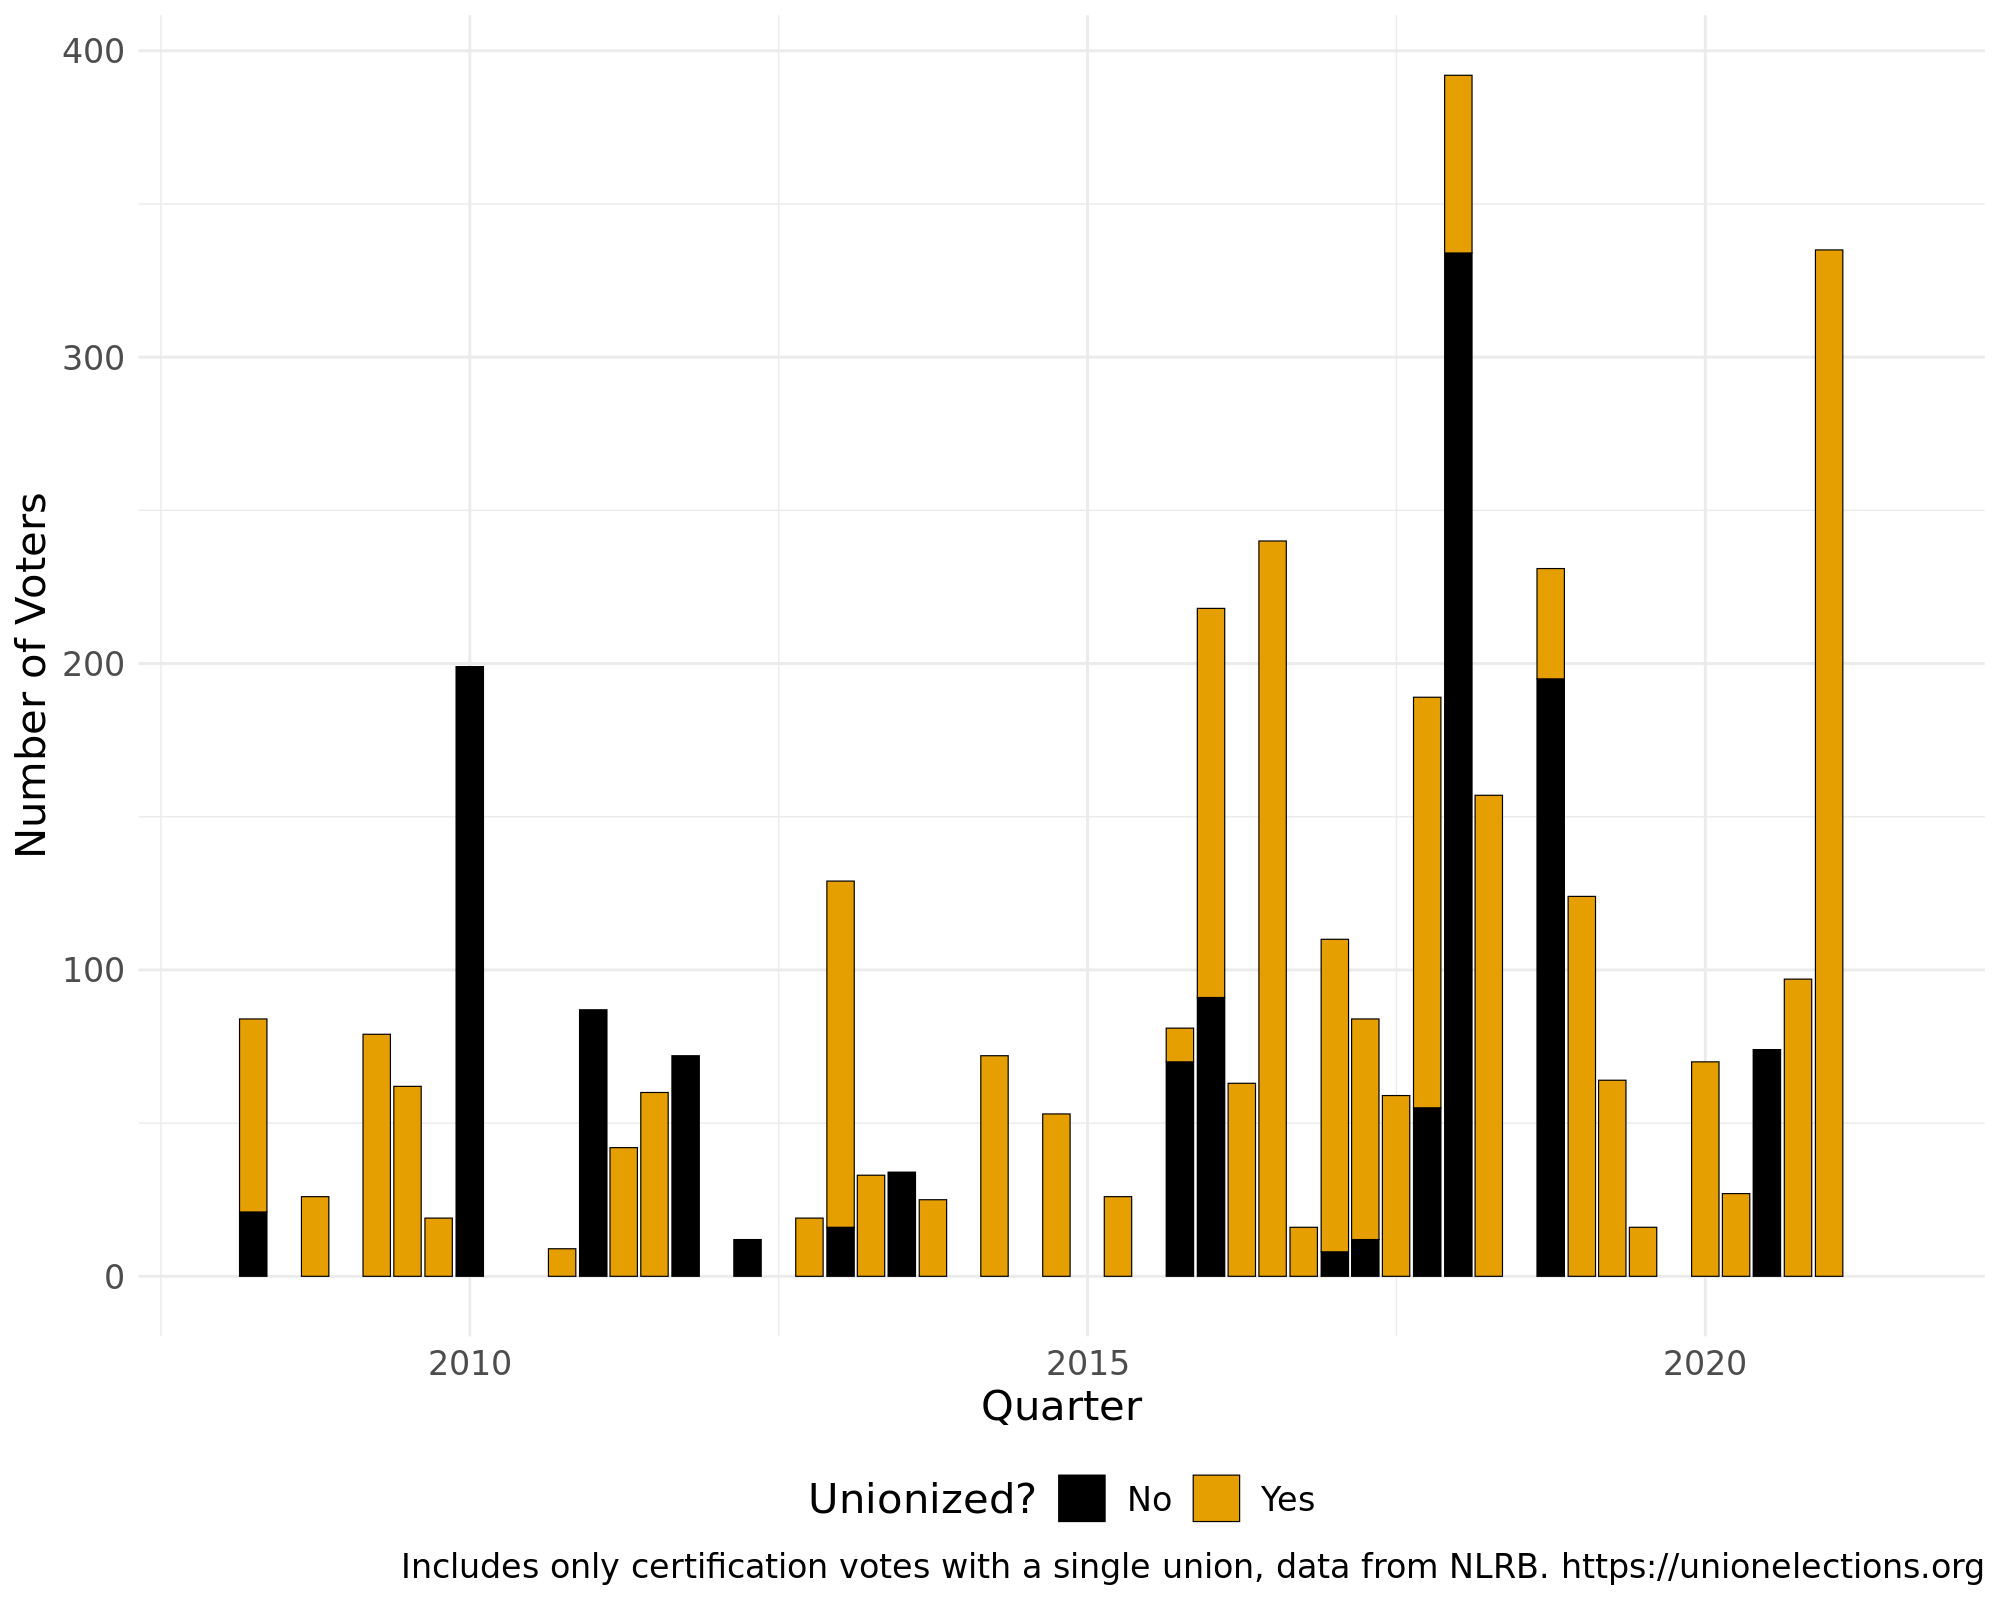 400
300
200
100
0
Number of Voters
2010 2015 2020
Quarter
Unionized? No Yes
Includes only certification votes with a single union, data from NLRB. https://unionelections.org